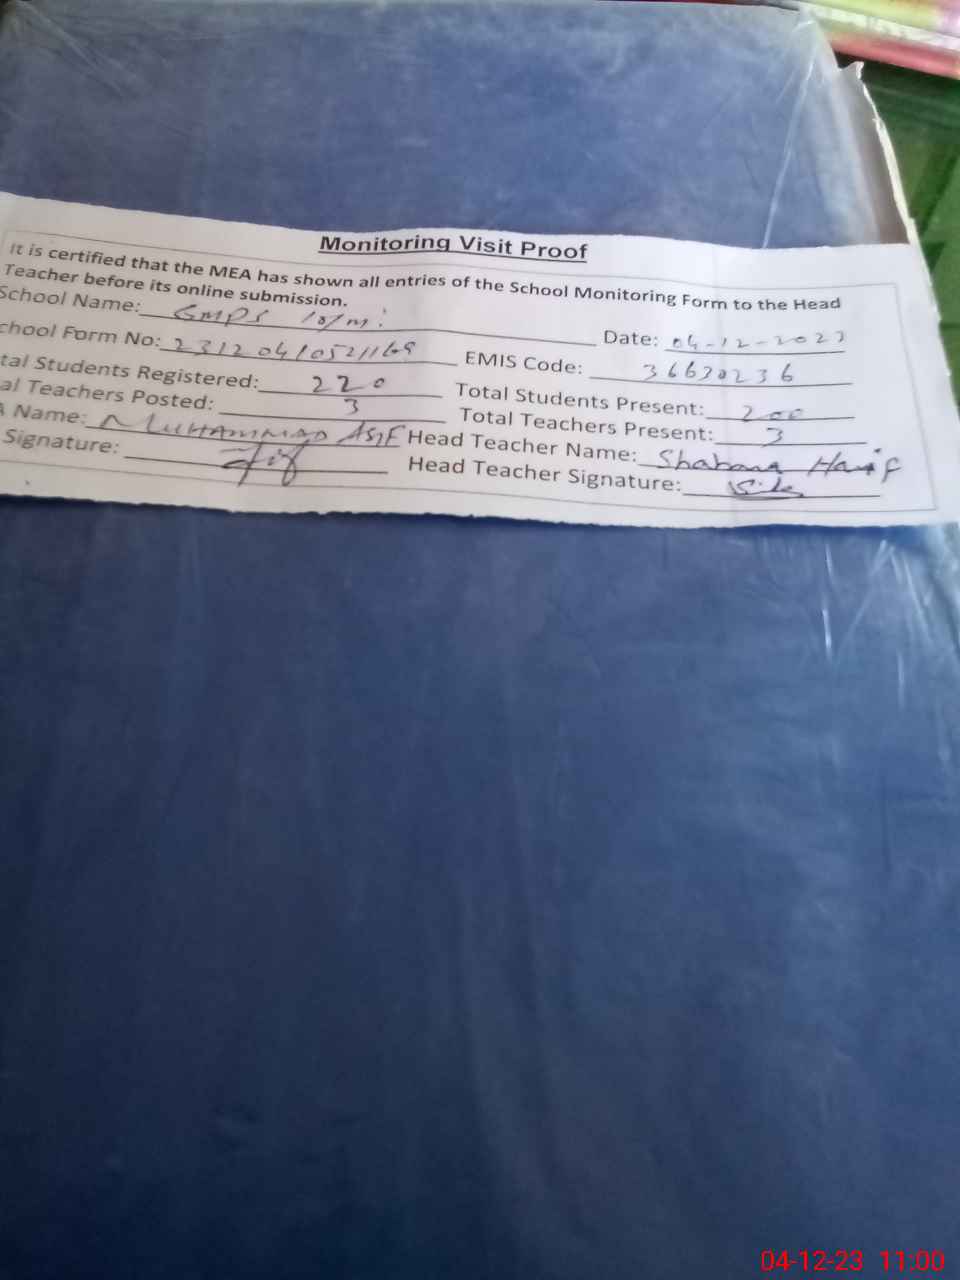 Monitoring Visit Proof
It is certified that the MEA has shown all entries of the School Monitoring Form to the Head
Teacher before its online submission.
School Name: GMPS 10/m Date: 04-12-2023
chool Form No: 23120410521169 EMIS Code: 36630236
tal Students Registered: 220 Total Students Present: 200
al Teachers Posted: 3 Total Teachers Present: 3
Name: MUHAMMAD ASIF Head Teacher Name: Shabana Hanif
Signature: Head Teacher Signature:
04-12-23 11:00